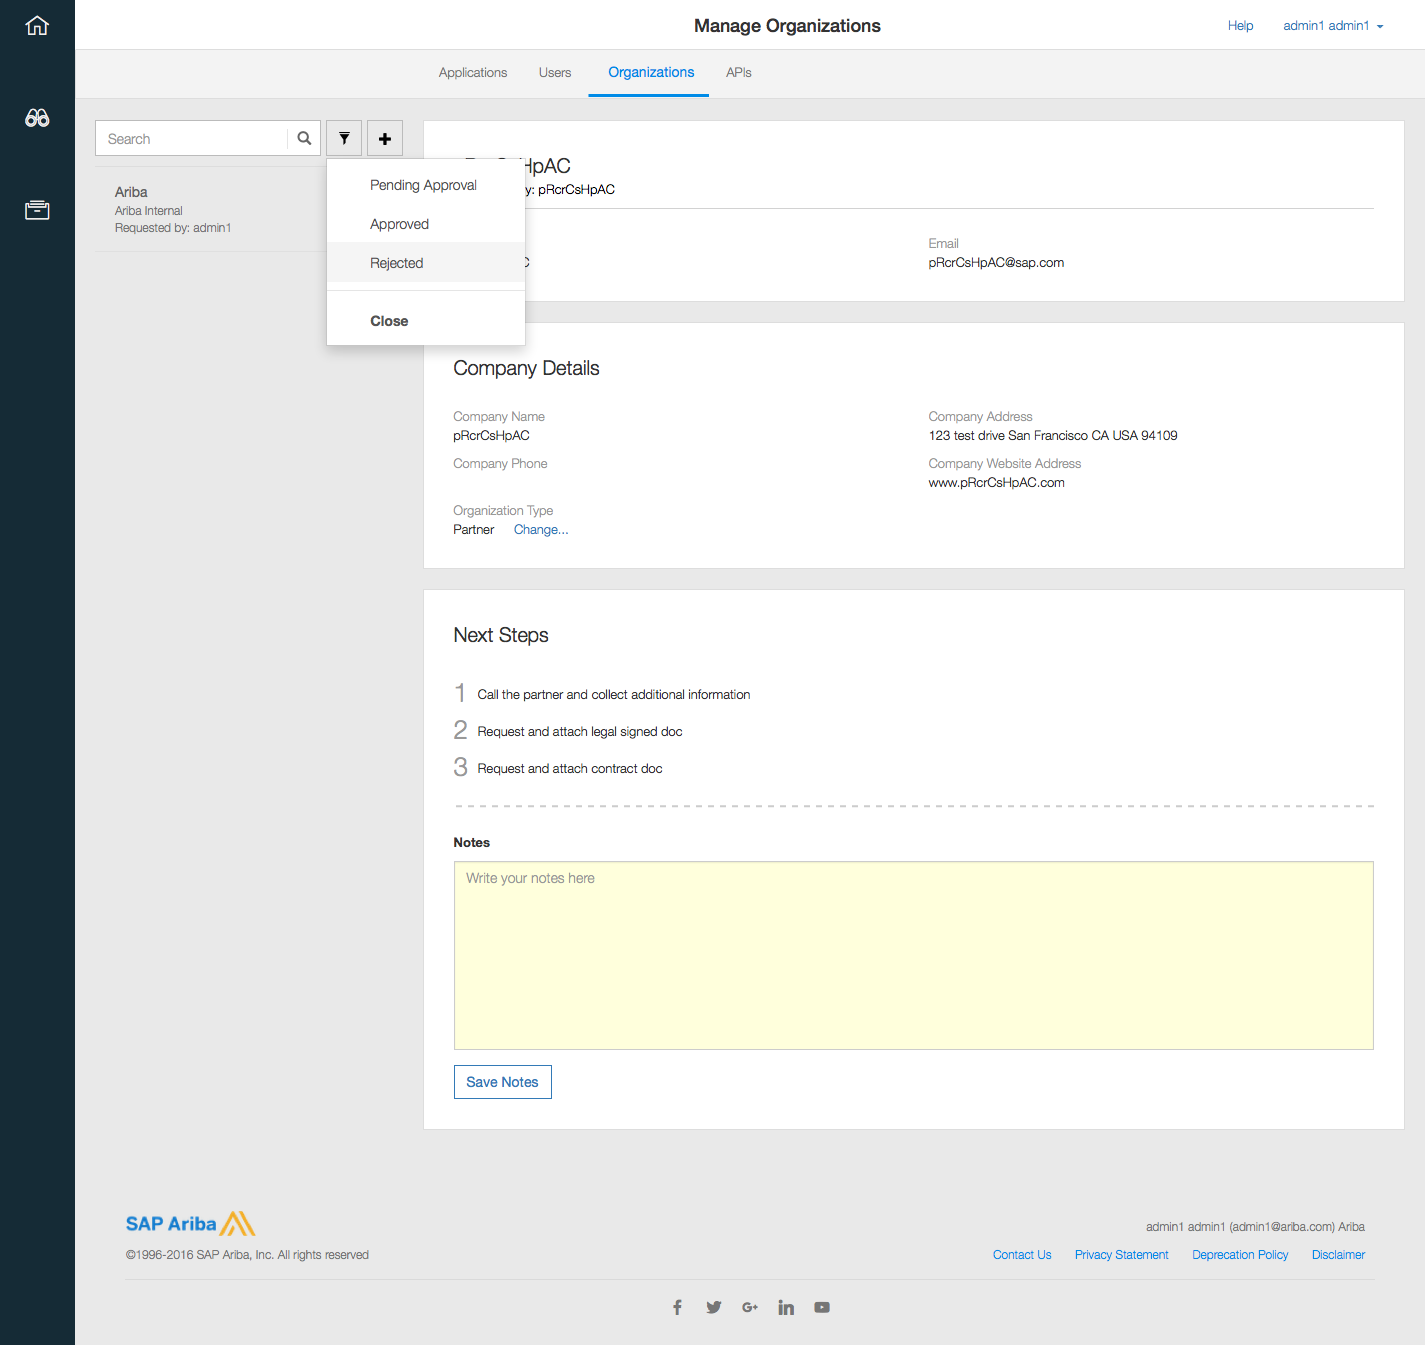 Manage Organizations
Help
admin1 admin1
Applications
Users
Organizations
APIs
Search
Ariba
Ariba Internal
Requested by: admin1
Pending Approval
Approved
Rejected
Close
HpAC
y: pRcrCsHpAC
Email
pRcrCsHpAC@sap.com
Company Details
Company Name
pRcrCsHpAC
Company Address
123 test drive San Francisco CA USA 94109
Company Phone
Company Website Address
www.pRcrCsHpAC.com
Organization Type
Partner Change...
Next Steps
1 Call the partner and collect additional information
2 Request and attach legal signed doc
3 Request and attach contract doc
Notes
Write your notes here
Save Notes
SAP Ariba
admin1 admin1 (admin1@ariba.com) Ariba
©1996-2016 SAP Ariba, Inc. All rights reserved
Contact Us
Privacy Statement
Deprecation Policy
Disclaimer